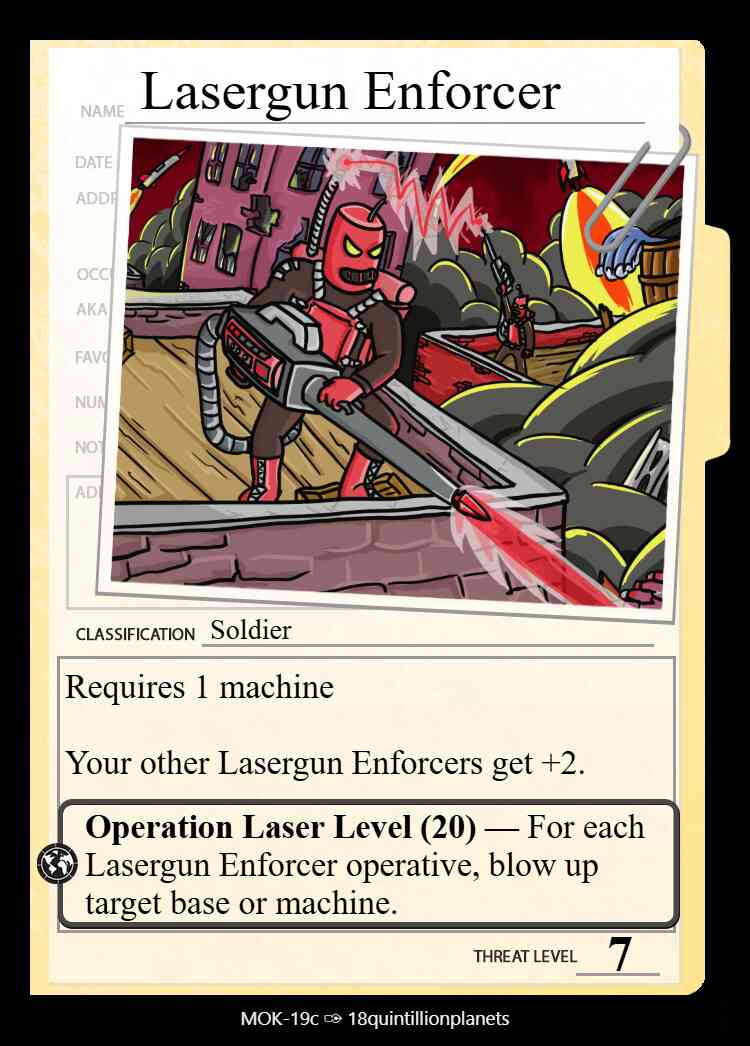 NAME Lasergun Enforcer
DATE
ADDR
OCCU
AKA
FAVO
NUM
NOT
ADD
CLASSIFICATION Soldier
Requires 1 machine
Your other Lasergun Enforcers get +2.
Operation Laser Level (20) — For each
Lasergun Enforcer operative, blow up
target base or machine.
THREAT LEVEL 7
MOK-19c ➩ 18quintillionplanets